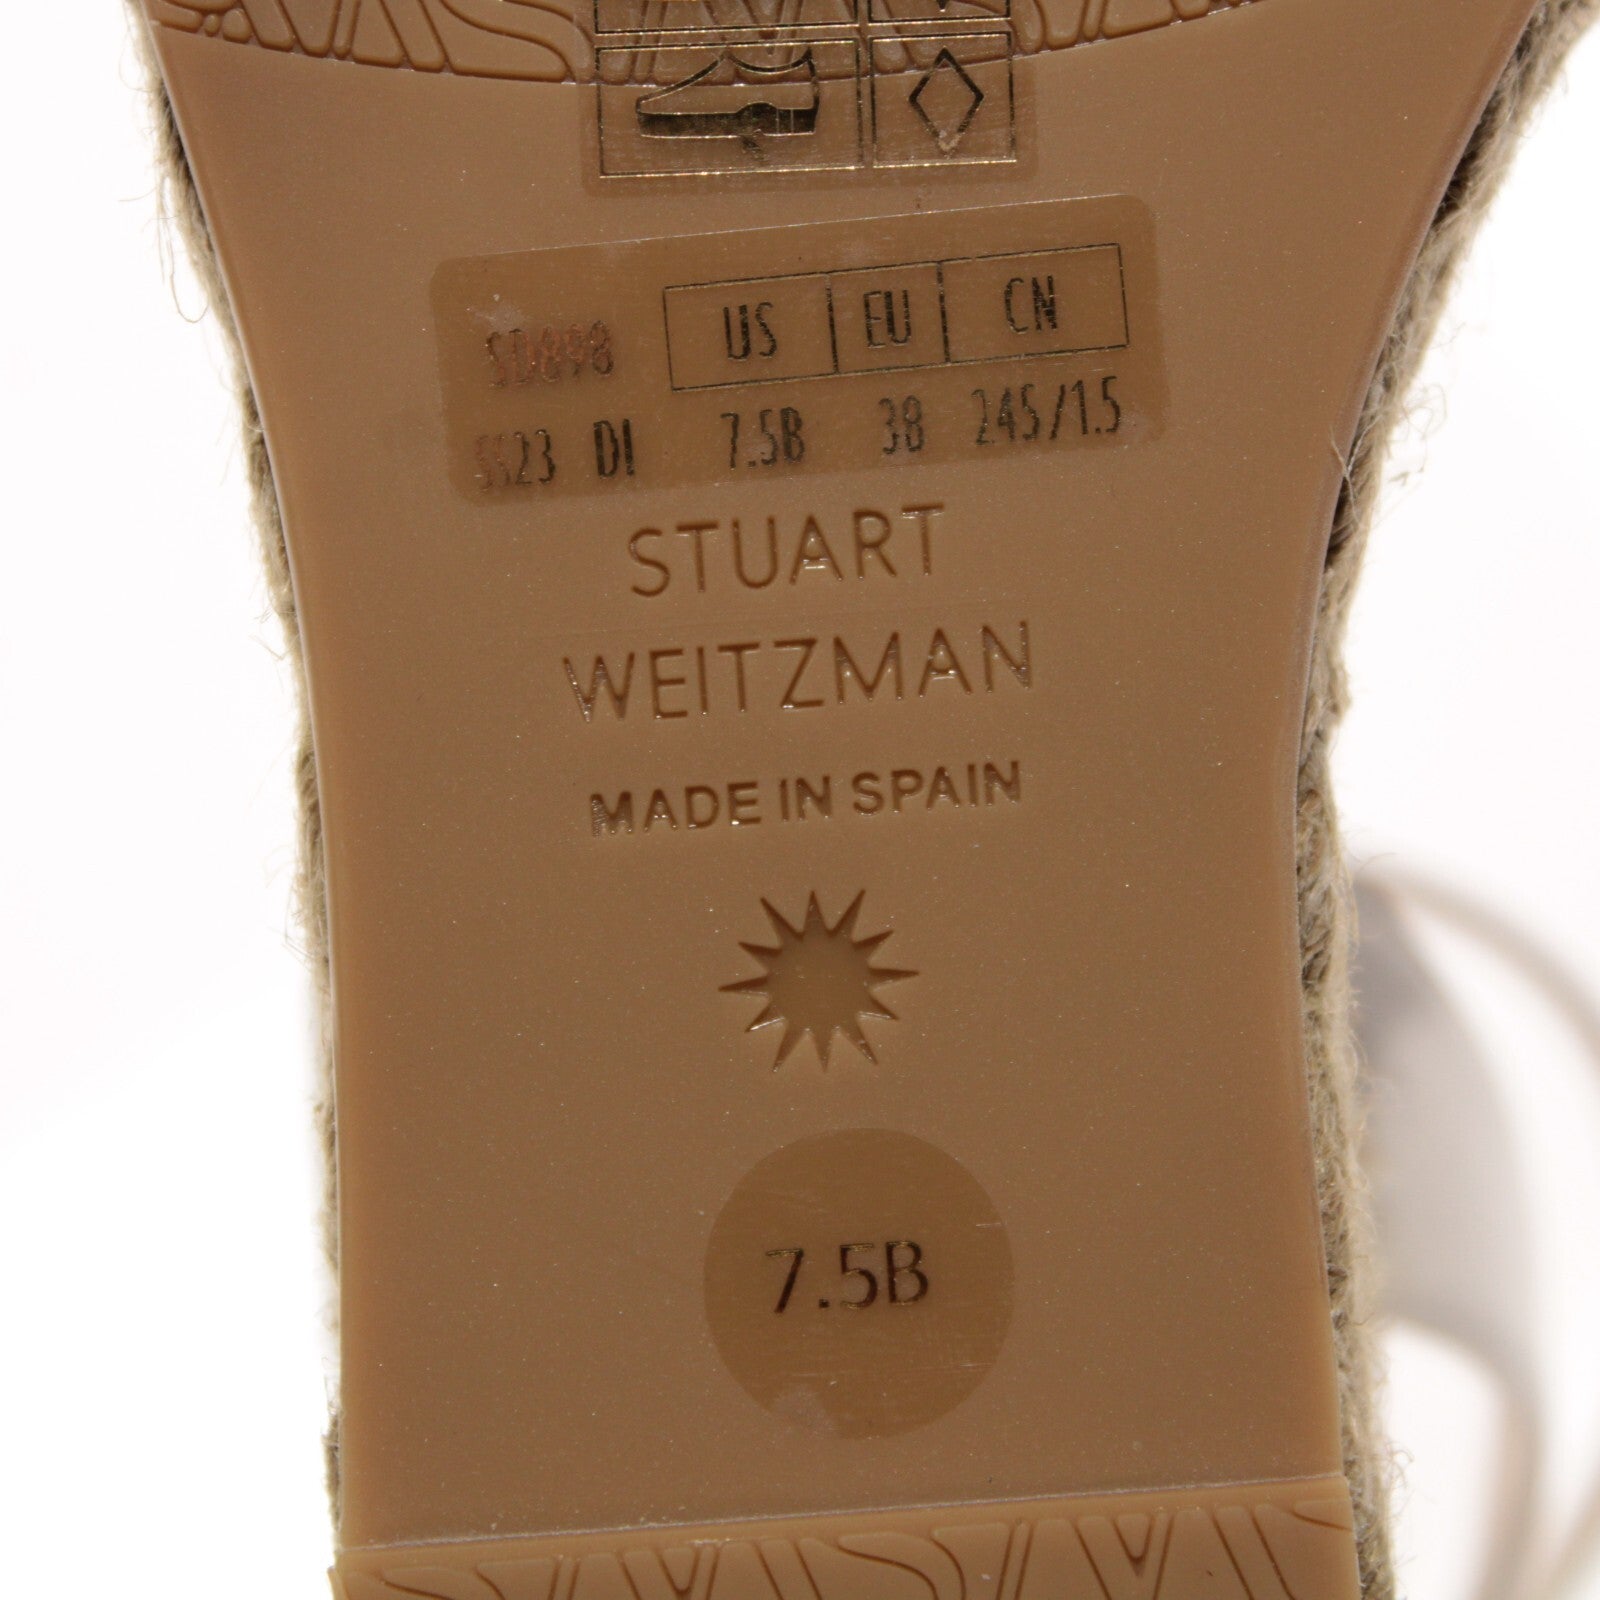 SD898 US EU CN
SS23 DI 7.5B 38 245/1.5
STUART
WEITZMAN
MADE IN SPAIN
7.5B